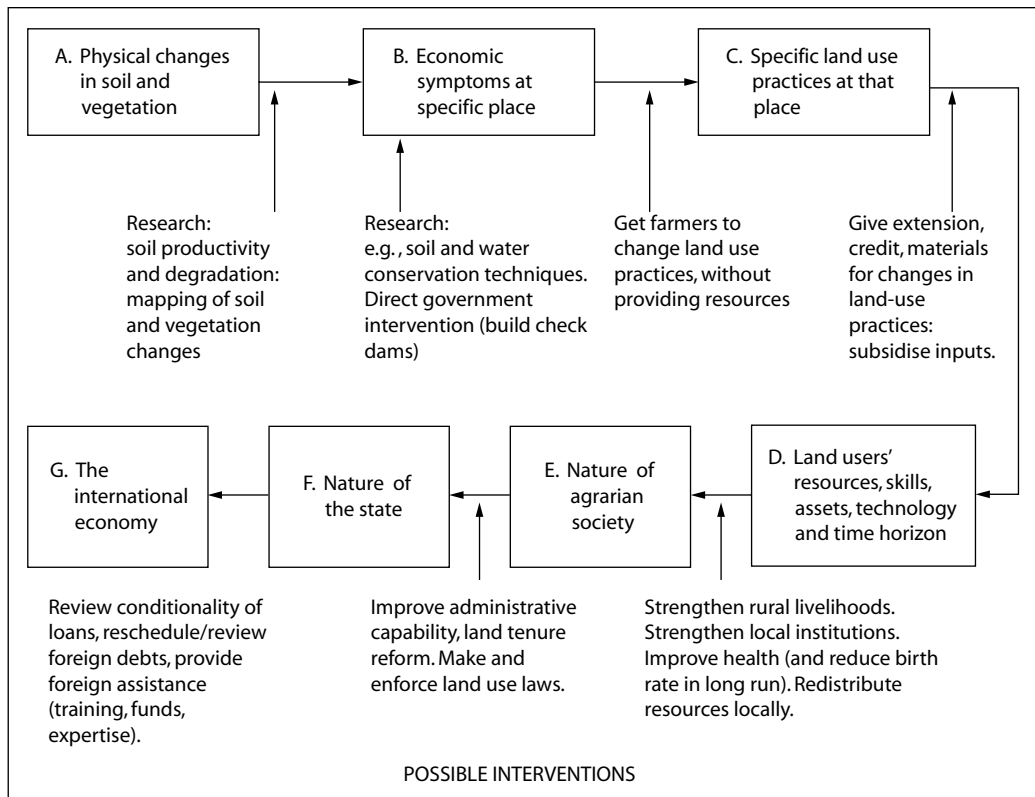 A. Physical changes
in soil and
vegetation
B. Economic
symptoms at
specific place
C. Specific land use
practices at that
place
Research:
soil productivity
and degradation:
mapping of soil
and vegetation
changes
Research:
e.g., soil and water
conservation techniques.
Direct government
intervention (build check
dams)
Get farmers to
change land use
practices, without
providing resources
Give extension,
credit, materials
for changes in
land-use
practices:
subsidise inputs.
G. The
international
economy
F. Nature of
the state
E. Nature of
agrarian
society
D. Land users’
resources, skills,
assets, technology
and time horizon
Review conditionality of
loans, reschedule/review
foreign debts, provide
foreign assistance
(training, funds,
expertise).
Improve administrative
capability, land tenure
reform. Make and
enforce land use laws.
Strengthen rural livelihoods.
Strengthen local institutions.
Improve health (and reduce birth
rate in long run). Redistribute
resources locally.
POSSIBLE INTERVENTIONS